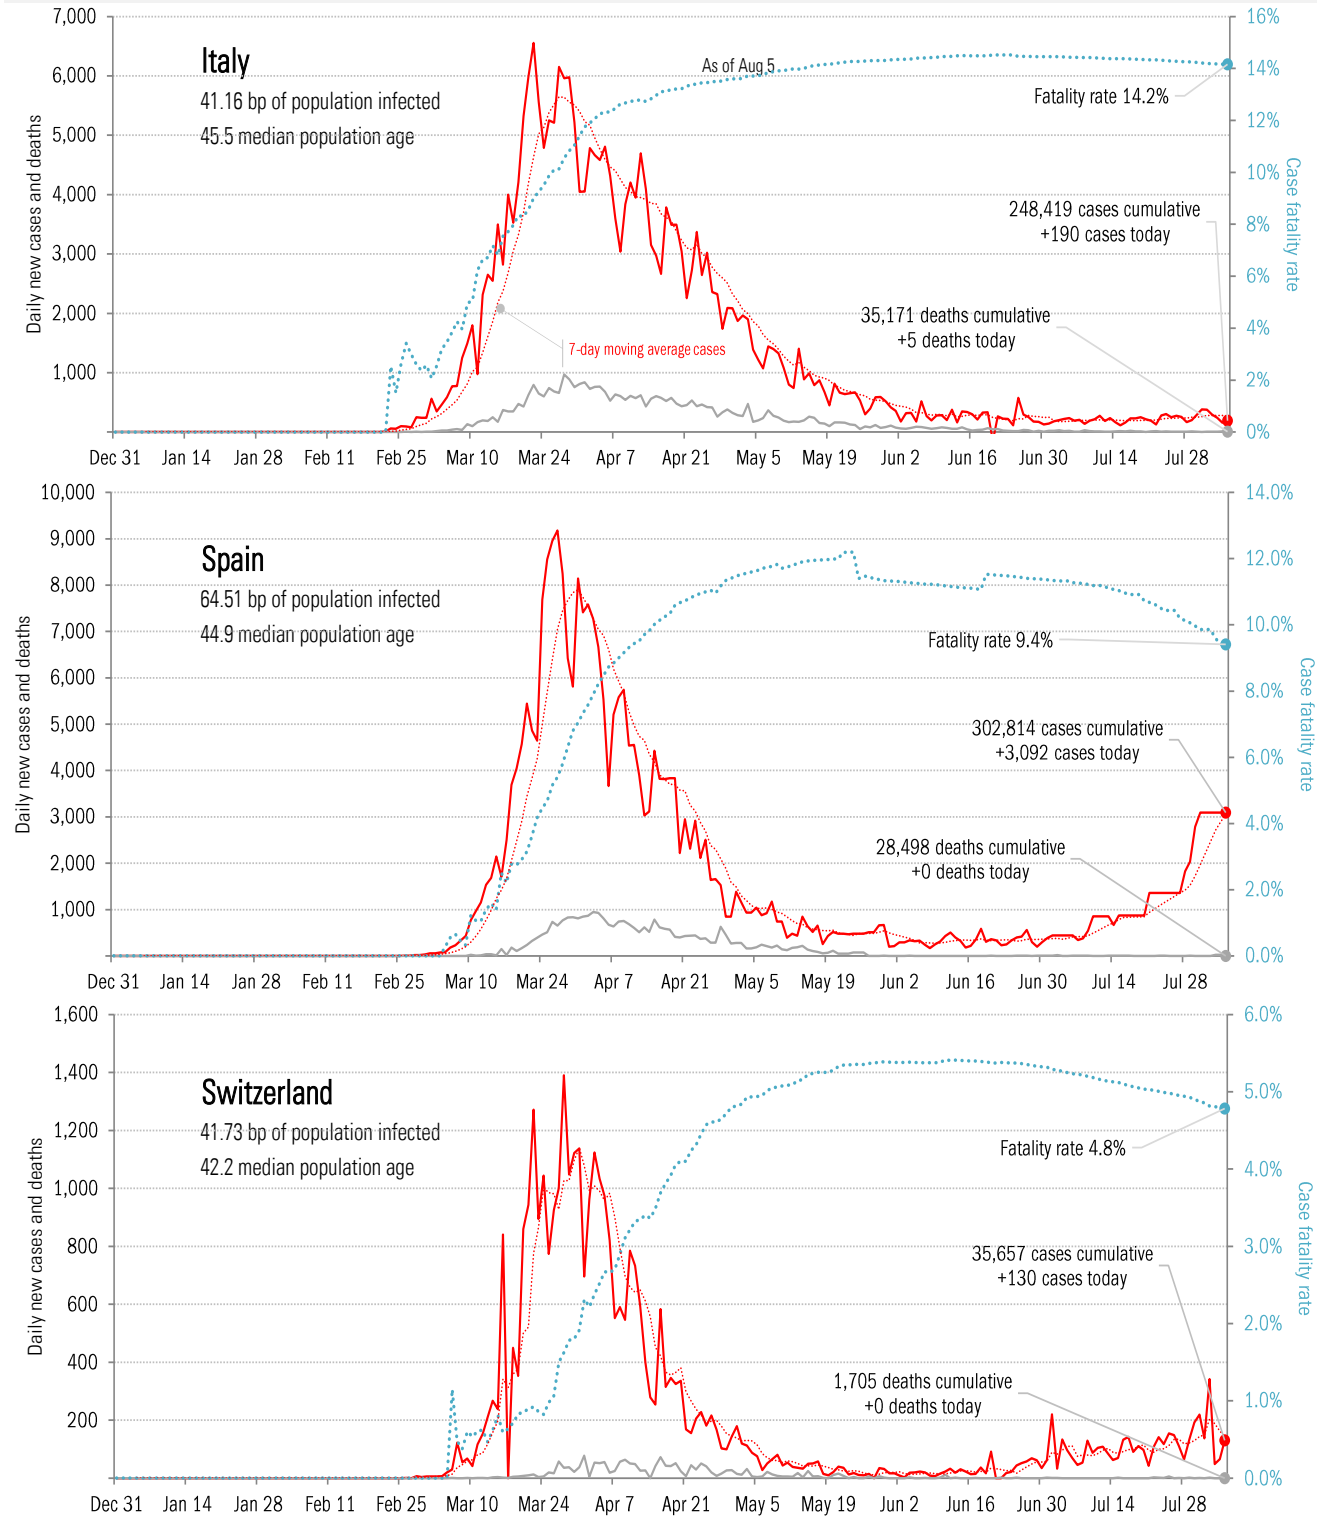 7,000
6,000
5,000
4,000
3,000
2,000
1,000
Daily new cases and deaths
Italy
41.16 bp of population infected
45.5 median population age
As of Aug 5
7-day moving average cases
Fatality rate 14.2%
248,419 cases cumulative
+190 cases today
35,171 deaths cumulative
+5 deaths today
16%
14%
12%
10%
8%
6%
4%
2%
0%
Case fatality rate
Dec 31 Jan 14 Jan 28 Feb 11 Feb 25 Mar 10 Mar 24 Apr 7 Apr 21 May 5 May 19 Jun 2 Jun 16 Jun 30 Jul 14 Jul 28
10,000
9,000
8,000
7,000
6,000
5,000
4,000
3,000
2,000
1,000
Daily new cases and deaths
Spain
64.51 bp of population infected
44.9 median population age
Fatality rate 9.4%
302,814 cases cumulative
+3,092 cases today
28,498 deaths cumulative
+0 deaths today
14.0%
12.0%
10.0%
8.0%
6.0%
4.0%
2.0%
0.0%
Case fatality rate
Dec 31 Jan 14 Jan 28 Feb 11 Feb 25 Mar 10 Mar 24 Apr 7 Apr 21 May 5 May 19 Jun 2 Jun 16 Jun 30 Jul 14 Jul 28
1,600
1,400
1,200
1,000
800
600
400
200
Daily new cases and deaths
Switzerland
41.73 bp of population infected
42.2 median population age
Fatality rate 4.8%
35,657 cases cumulative
+130 cases today
1,705 deaths cumulative
+0 deaths today
6.0%
5.0%
4.0%
3.0%
2.0%
1.0%
0.0%
Case fatality rate
Dec 31 Jan 14 Jan 28 Feb 11 Feb 25 Mar 10 Mar 24 Apr 7 Apr 21 May 5 May 19 Jun 2 Jun 16 Jun 30 Jul 14 Jul 28